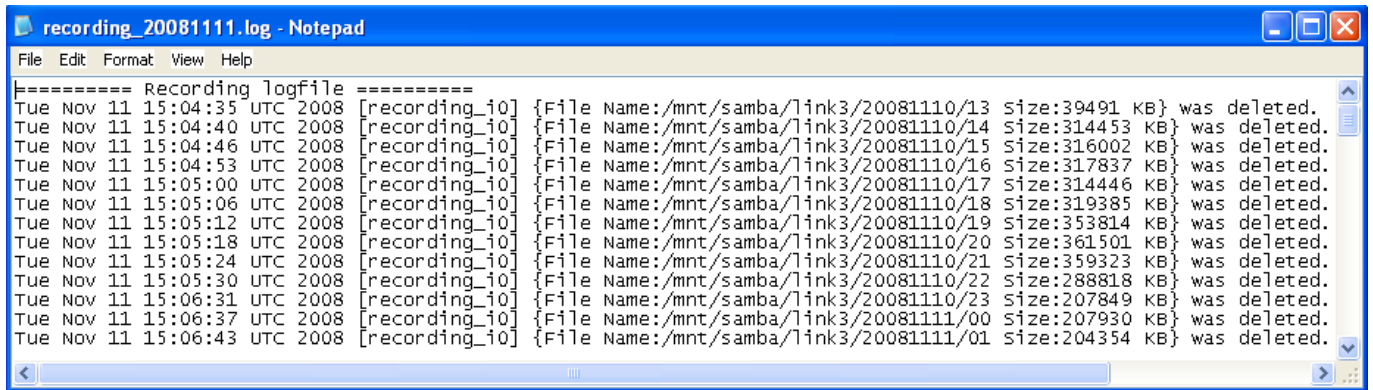 recording_20081111.log - Notepad
File Edit Format View Help
========== Recording logfile ==========
Tue Nov 11 15:04:35 UTC 2008 [recording_i0] {File Name:/mnt/samba/link3/20081110/13 Size:39491 KB} was deleted.
Tue Nov 11 15:04:40 UTC 2008 [recording_i0] {File Name:/mnt/samba/link3/20081110/14 Size:314453 KB} was deleted.
Tue Nov 11 15:04:46 UTC 2008 [recording_i0] {File Name:/mnt/samba/link3/20081110/15 Size:316002 KB} was deleted.
Tue Nov 11 15:04:53 UTC 2008 [recording_i0] {File Name:/mnt/samba/link3/20081110/16 Size:317837 KB} was deleted.
Tue Nov 11 15:05:00 UTC 2008 [recording_i0] {File Name:/mnt/samba/link3/20081110/17 Size:314446 KB} was deleted.
Tue Nov 11 15:05:06 UTC 2008 [recording_i0] {File Name:/mnt/samba/link3/20081110/18 Size:319385 KB} was deleted.
Tue Nov 11 15:05:12 UTC 2008 [recording_i0] {File Name:/mnt/samba/link3/20081110/19 Size:353814 KB} was deleted.
Tue Nov 11 15:05:18 UTC 2008 [recording_i0] {File Name:/mnt/samba/link3/20081110/20 Size:361501 KB} was deleted.
Tue Nov 11 15:05:24 UTC 2008 [recording_i0] {File Name:/mnt/samba/link3/20081110/21 Size:359323 KB} was deleted.
Tue Nov 11 15:05:30 UTC 2008 [recording_i0] {File Name:/mnt/samba/link3/20081110/22 Size:288818 KB} was deleted.
Tue Nov 11 15:06:31 UTC 2008 [recording_i0] {File Name:/mnt/samba/link3/20081110/23 Size:207849 KB} was deleted.
Tue Nov 11 15:06:37 UTC 2008 [recording_i0] {File Name:/mnt/samba/link3/20081111/00 Size:207930 KB} was deleted.
Tue Nov 11 15:06:43 UTC 2008 [recording_i0] {File Name:/mnt/samba/link3/20081111/01 Size:204354 KB} was deleted.